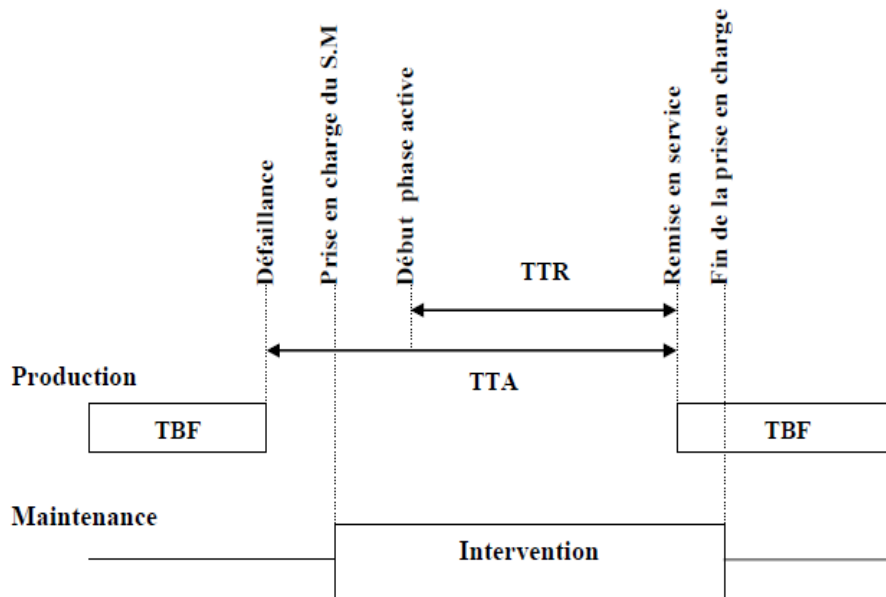 Défaillance
Prise en charge du S.M
Début phase active
Remise en service
Fin de la prise en charge
TTR
TTA
Production
TBF
TBF
Maintenance
Intervention